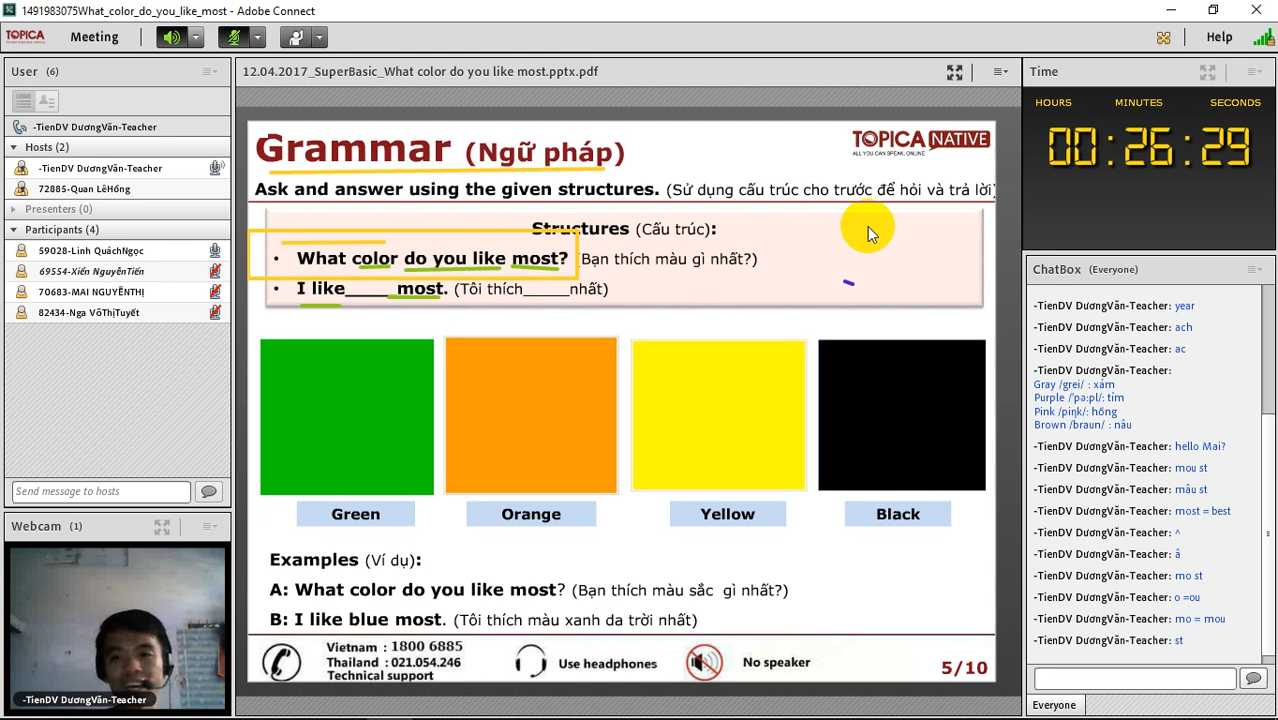 1491983075What_color_do_you_like_most - Adobe Connect
TOPICA
Meeting
Help
User (6)
-TienDV DươngVăn-Teacher
Hosts (2)
-TienDV DươngVăn-Teacher
72885-Quan LêHồng
Presenters (0)
Participants (4)
59028-Linh QuáchNgọc
69554-Xiến NguyễnTiến
70683-MAI NGUYỄNTHỊ
82434-Nga VõThịTuyết
Send message to hosts
Webcam (1)
-TienDV DươngVăn-Teacher
12.04.2017_SuperBasic_What color do you like most.pptx.pdf
Grammar (Ngữ pháp)
TOPICA NATIVE
ALL YOU CAN SPEAK. ONLINE
Ask and answer using the given structures. (Sử dụng cấu trúc cho trước để hỏi và trả lời)
Structures (Cấu trúc):
• What color do you like most? (Bạn thích màu gì nhất?)
• I like_____ most. (Tôi thích_____nhất)
Green
Orange
Yellow
Black
Examples (Ví dụ):
A: What color do you like most? (Bạn thích màu sắc gì nhất?)
B: I like blue most. (Tôi thích màu xanh da trời nhất)
Vietnam : 1800 6885
Thailand : 021.054.246
Technical support
Use headphones
No speaker
5/10
Time
HOURS MINUTES SECONDS
00:26:29
ChatBox (Everyone)
-TienDV DươngVăn-Teacher: year
-TienDV DươngVăn-Teacher: ach
-TienDV DươngVăn-Teacher: ac
-TienDV DươngVăn-Teacher:
Gray /grei/ : xám
Purple /ˈpə:pl/: tím
Pink /piηk/: hồng
Brown /braun/ : nâu
-TienDV DươngVăn-Teacher: hello Mai?
-TienDV DươngVăn-Teacher: mou st
-TienDV DươngVăn-Teacher: mâu st
-TienDV DươngVăn-Teacher: most = best
-TienDV DươngVăn-Teacher: ^
-TienDV DươngVăn-Teacher: â
-TienDV DươngVăn-Teacher: mo st
-TienDV DươngVăn-Teacher: o =ou
-TienDV DươngVăn-Teacher: mo = mou
-TienDV DươngVăn-Teacher: st
Everyone